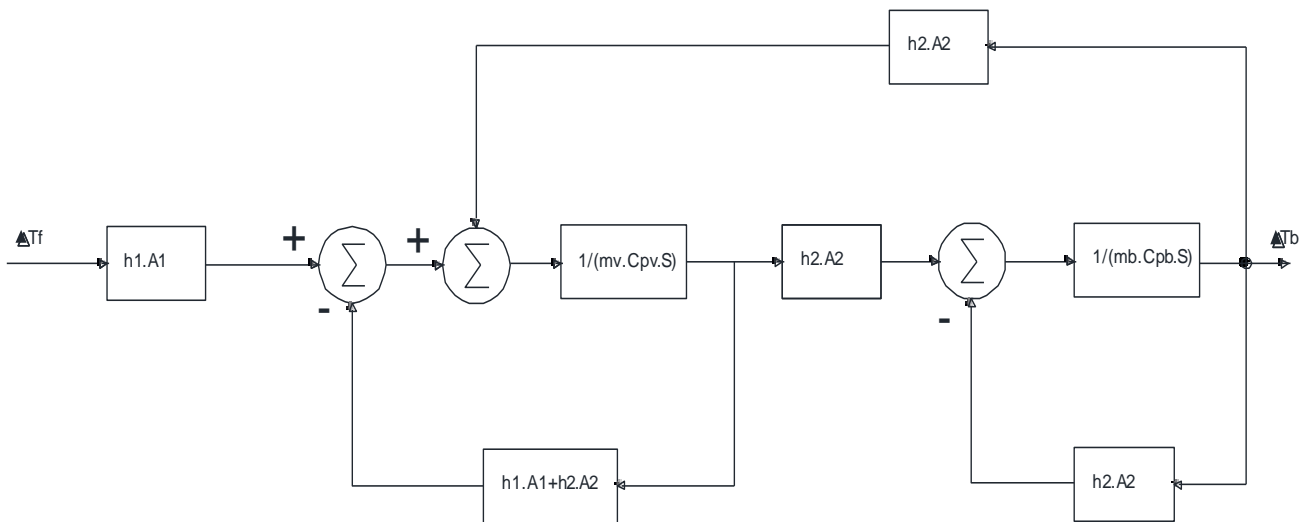 h2.A2
ΔTf
h1.A1
+
Σ
-
+
Σ
1/(mv.Cpv.S)
h2.A2
Σ
-
1/(mb.Cpb.S)
ΔTb
h1.A1+h2.A2
h2.A2